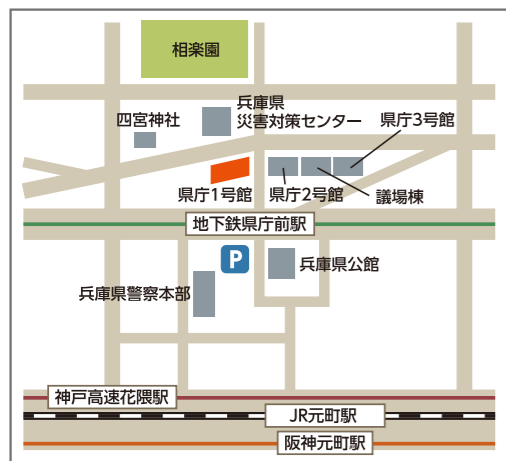 相楽園
兵庫県
災害対策センター
四宮神社
県庁3号館
県庁1号館
県庁2号館
議場棟
地下鉄県庁前駅
P
兵庫県公館
兵庫県警察本部
神戸高速花隈駅
JR元町駅
阪神元町駅